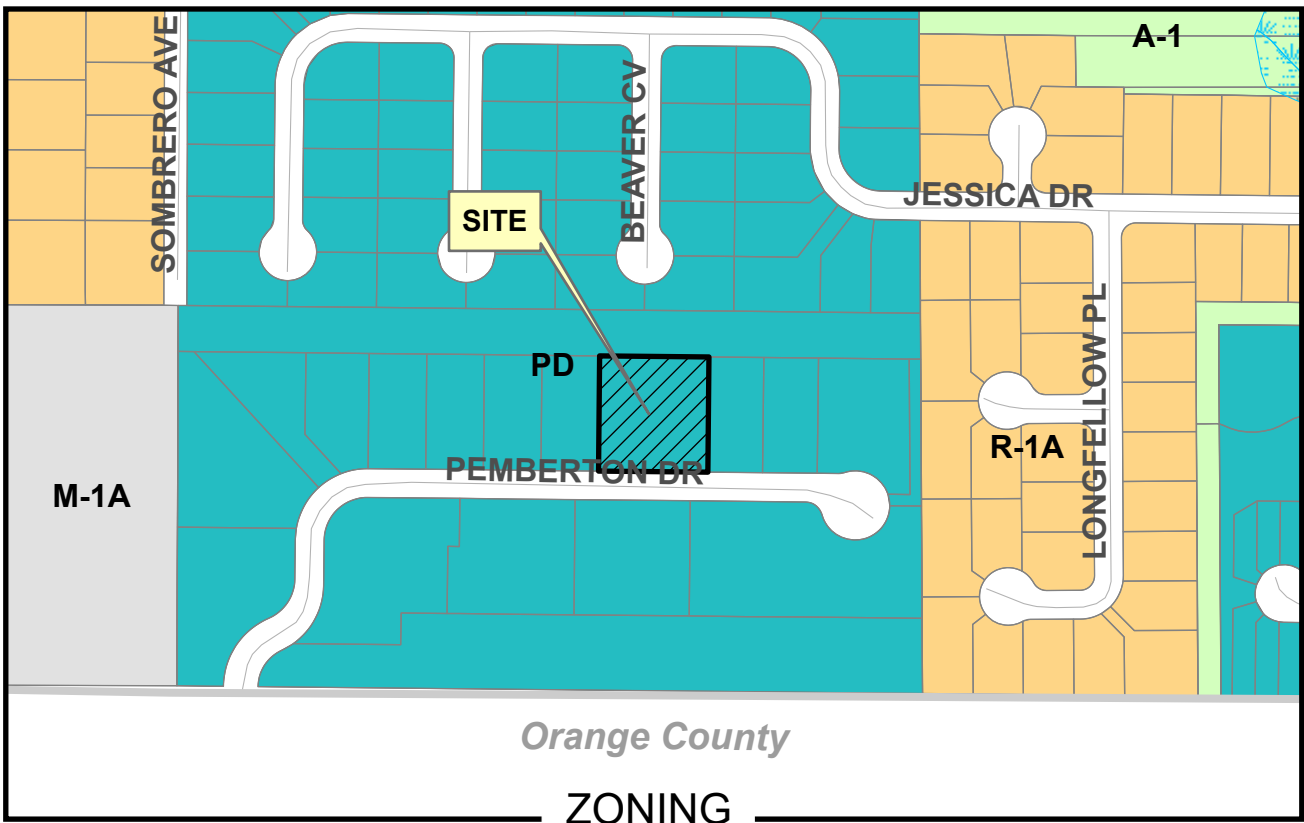 A-1
SOMBRERO AVE
BEAVER CV
JESSICA DR
SITE
LONGFELLOW PL
PD
R-1A
PEMBERTON DR
M-1A
Orange County
ZONING